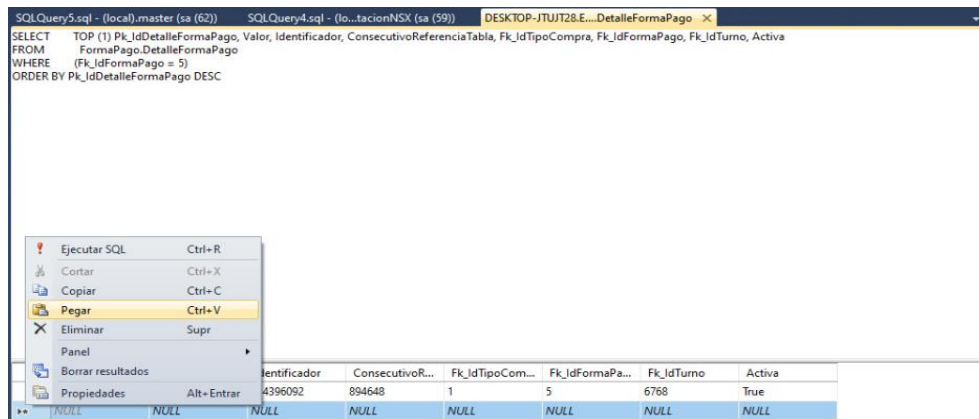 SQLQuery5.sql - (local).master (sa (62)) SQLQuery4.sql - (lo...tacionNSX (sa (59)) DESKTOP-JTUJT28.E....DetalleFormaPago ×
SELECT TOP (1) Pk_IdDetalleFormaPago, Valor, Identificador, ConsecutivoReferenciaTabla, Fk_IdTipoCompra, Fk_IdFormaPago, Fk_IdTurno, Activa
FROM FormaPago.DetalleFormaPago
WHERE (Fk_IdFormaPago = 5)
ORDER BY Pk_IdDetalleFormaPago DESC
Ejecutar SQL Ctrl+R
Cortar Ctrl+X
Copiar Ctrl+C
Pegar Ctrl+V
Eliminar Supr
Panel
Borrar resultados
Propiedades Alt+Entrar
dentificador ConsecutivoR... Fk_IdTipoCom... Fk_IdFormaPa... Fk_IdTurno Activa
4396092 894648 1 5 6768 True
NULL NULL NULL NULL NULL NULL NULL NULL